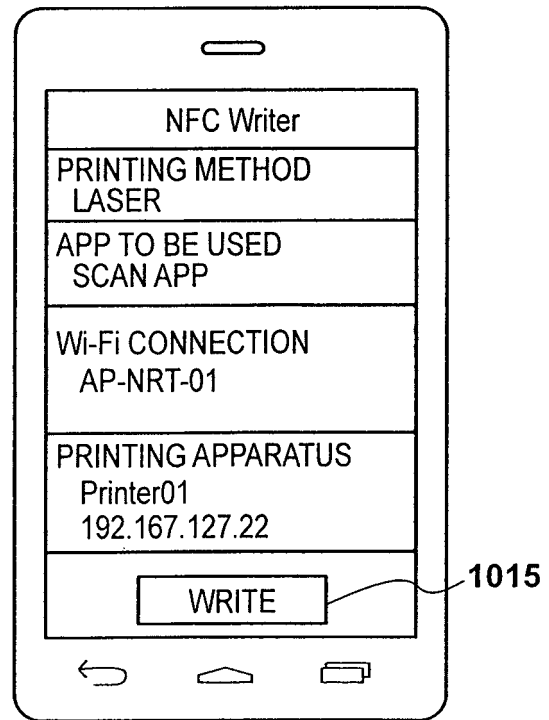 NFC Writer
PRINTING METHOD
LASER
APP TO BE USED
SCAN APP
Wi-Fi CONNECTION
AP-NRT-01
PRINTING APPARATUS
Printer01
192.167.127.22
WRITE
1015